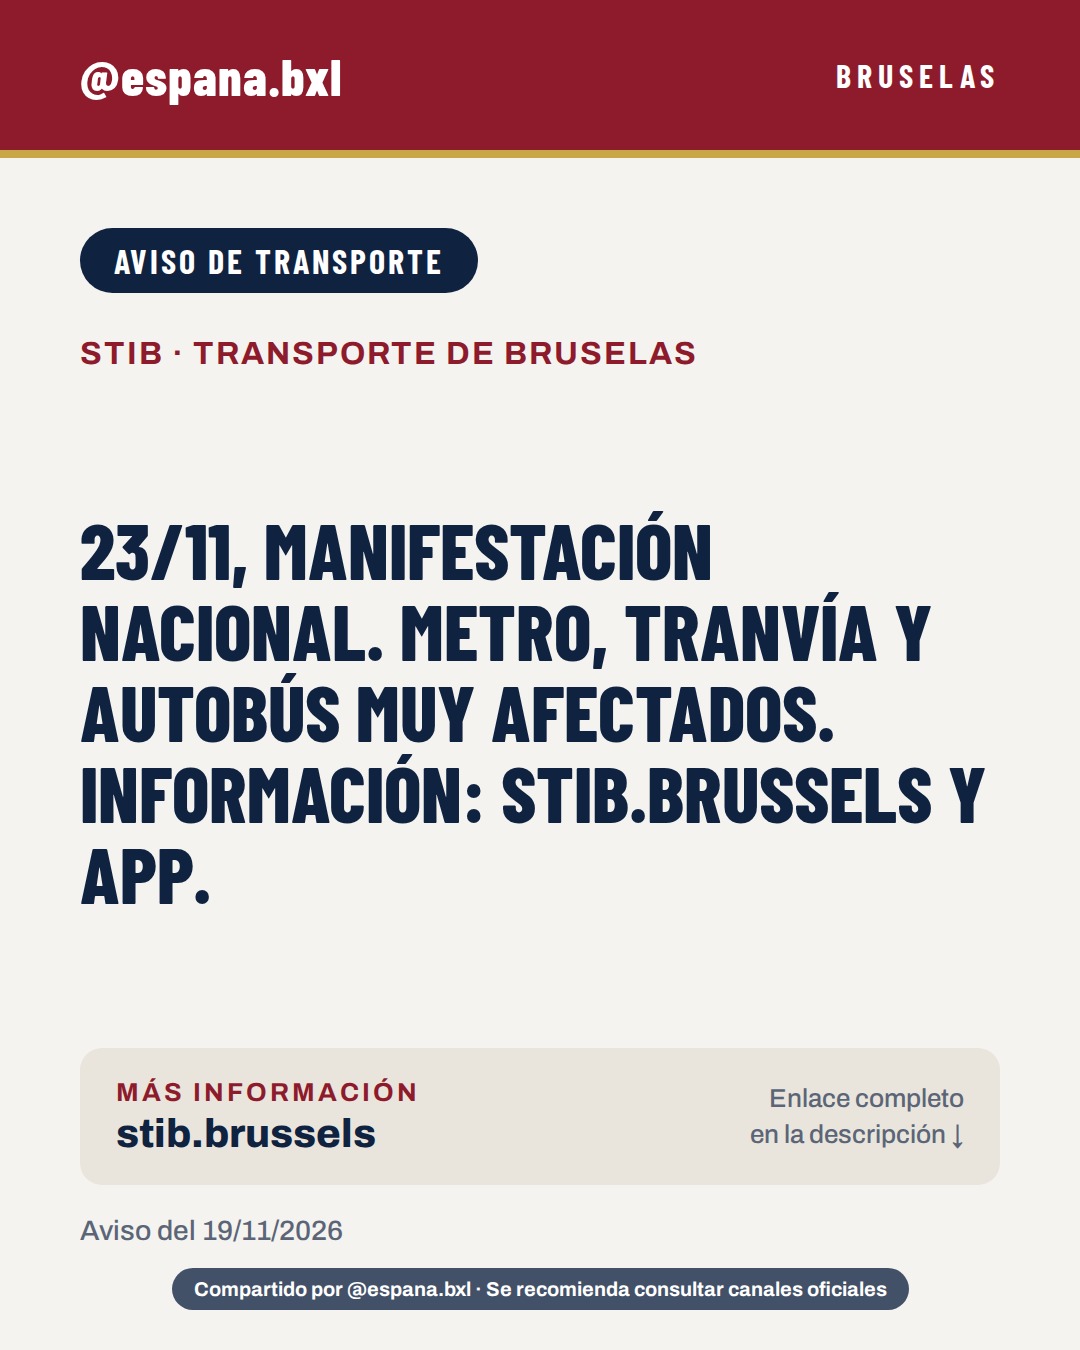 @espana.bxl
BRUSELAS
AVISO DE TRANSPORTE
STIB · TRANSPORTE DE BRUSELAS
23/11, MANIFESTACIÓN
NACIONAL. METRO, TRANVÍA Y
AUTOBÚS MUY AFECTADOS.
INFORMACIÓN: STIB.BRUSSELS Y
APP.
MÁS INFORMACIÓN
stib.brussels
Enlace completo
en la descripción ↓
Aviso del 19/11/2026
Compartido por @espana.bxl · Se recomienda consultar canales oficiales